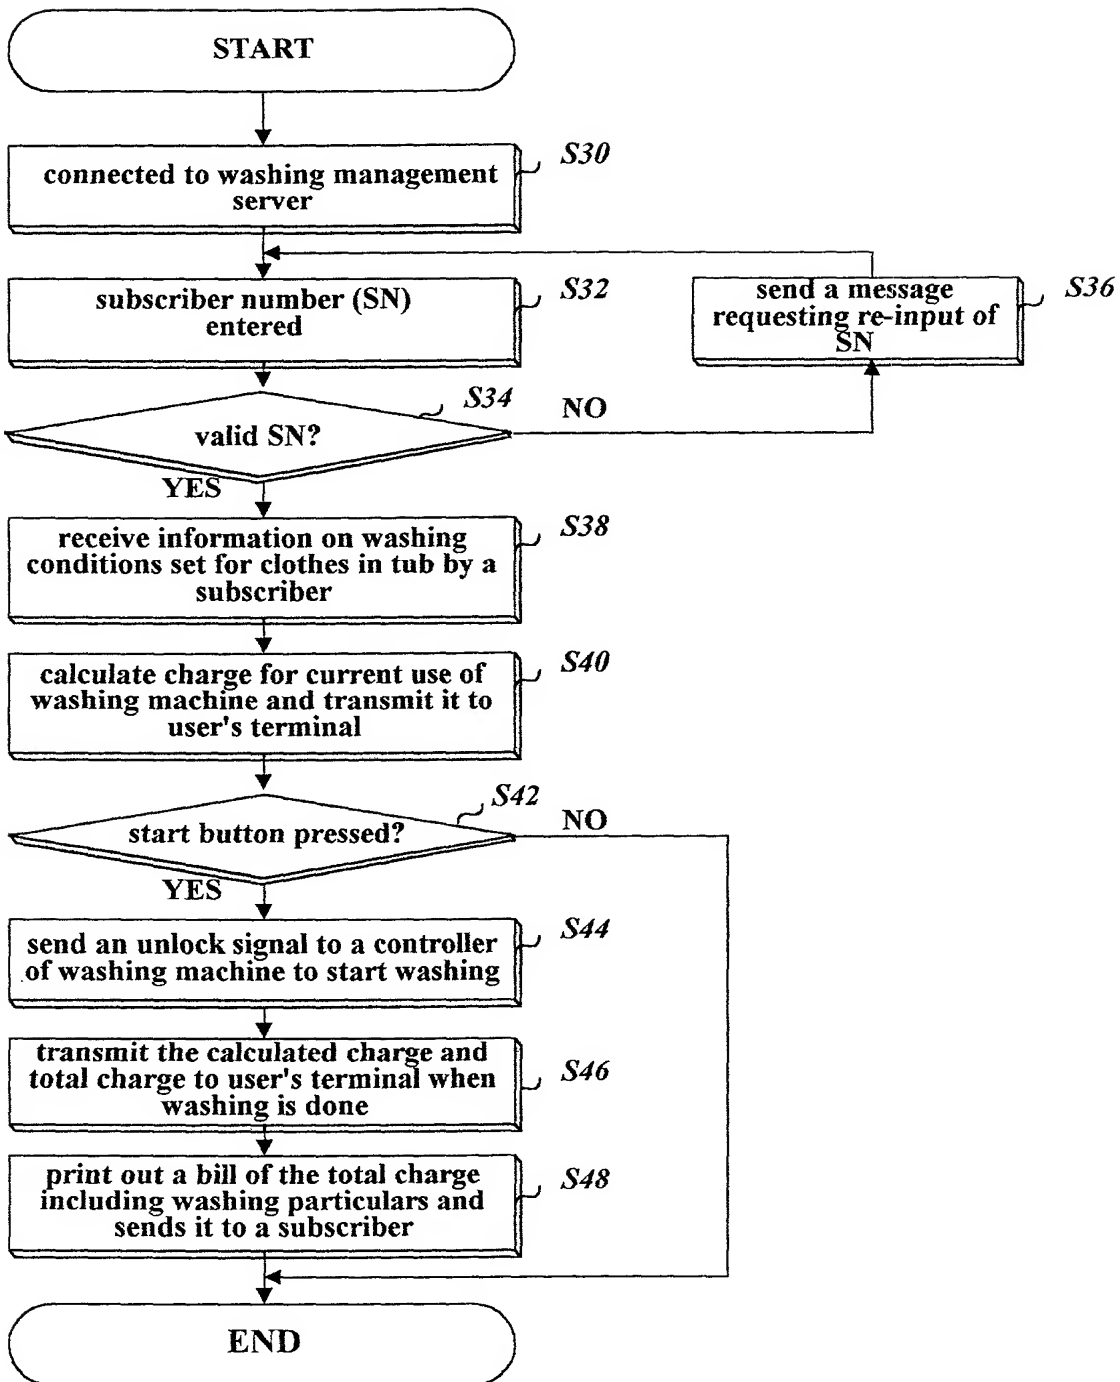 START
connected to washing management
server
S30
subscriber number (SN)
entered
S32
send a message
requesting re-input of
SN
S36
valid SN?
S34
NO
YES
receive information on washing
conditions set for clothes in tub by a
subscriber
S38
calculate charge for current use of
washing machine and transmit it to
user's terminal
S40
start button pressed?
S42
NO
YES
send an unlock signal to a controller
of washing machine to start washing
S44
transmit the calculated charge and
total charge to user's terminal when
washing is done
S46
print out a bill of the total charge
including washing particulars and
sends it to a subscriber
S48
END